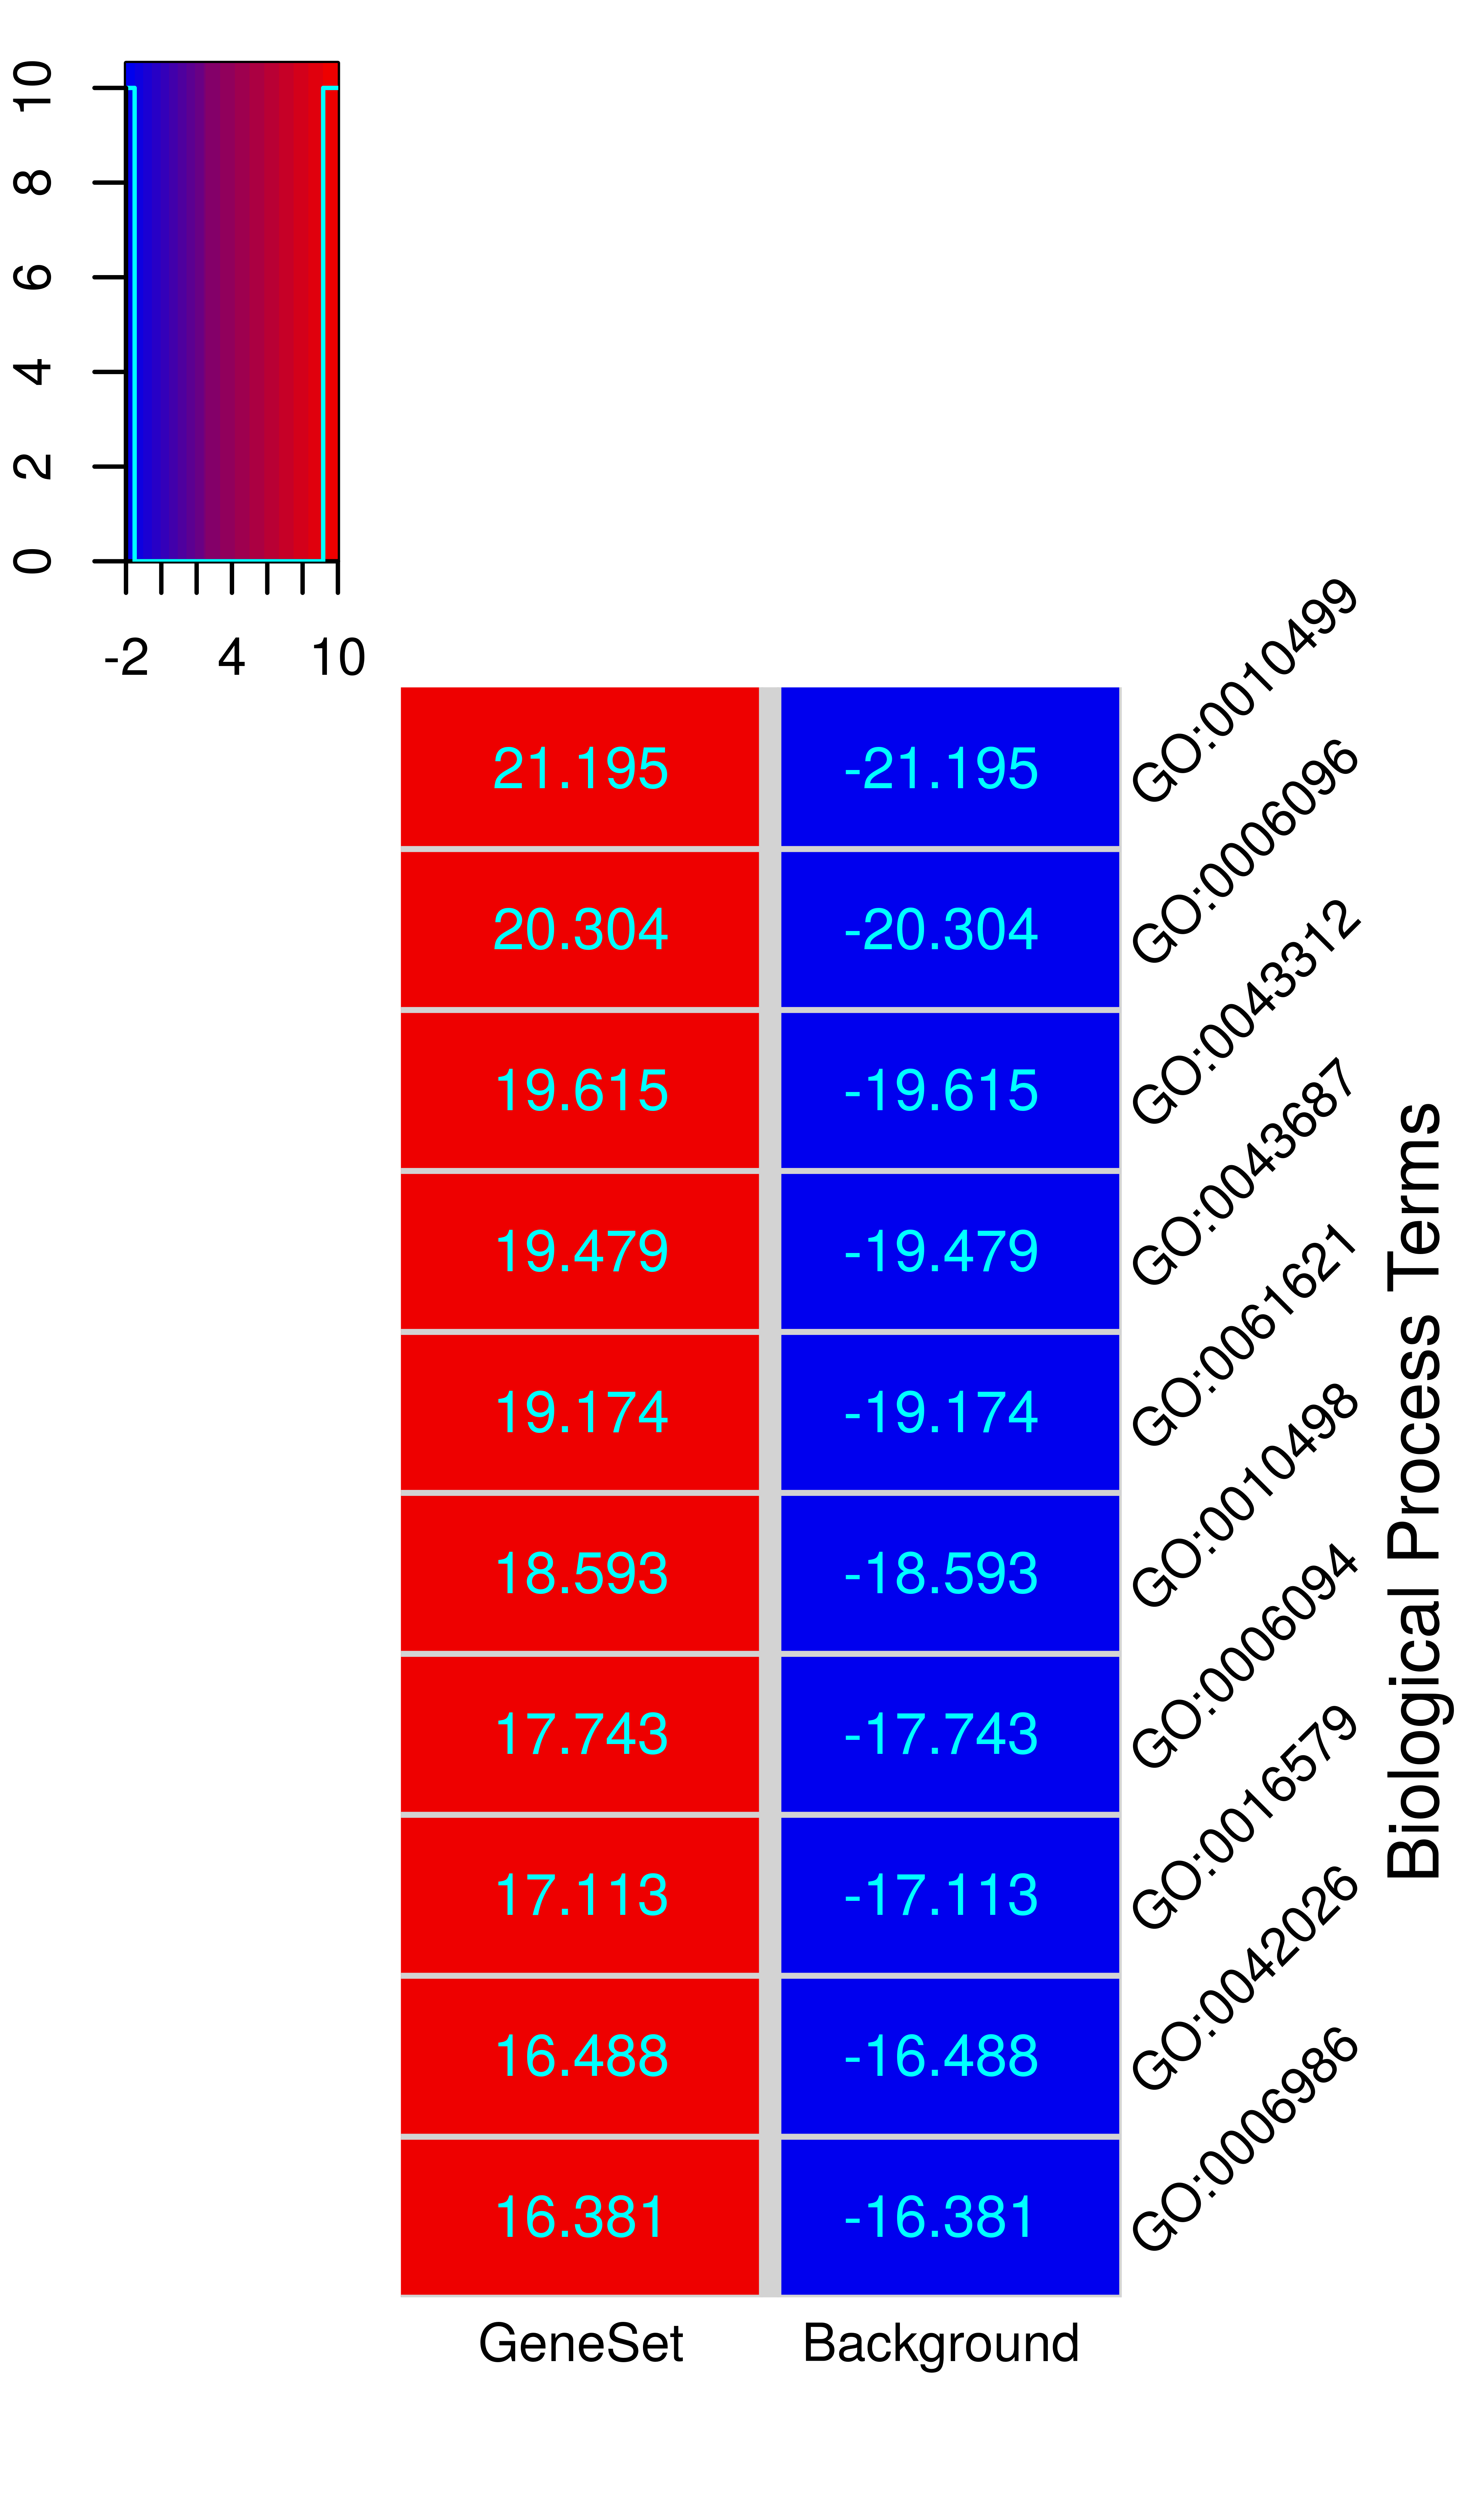 10
8
6
4
2
0
-2 4 10
21.195 -21.195 GO:0010499
20.304 -20.304 GO:0006096
19.615 -19.615 GO:0043312
19.479 -19.479 GO:0043687
19.174 -19.174 GO:0061621
18.593 -18.593 GO:0010498
17.743 -17.743 GO:0006094
17.113 -17.113 GO:0016579
16.488 -16.488 GO:0042026
16.381 -16.381 GO:0006986
Biological Process Terms
GeneSet Background